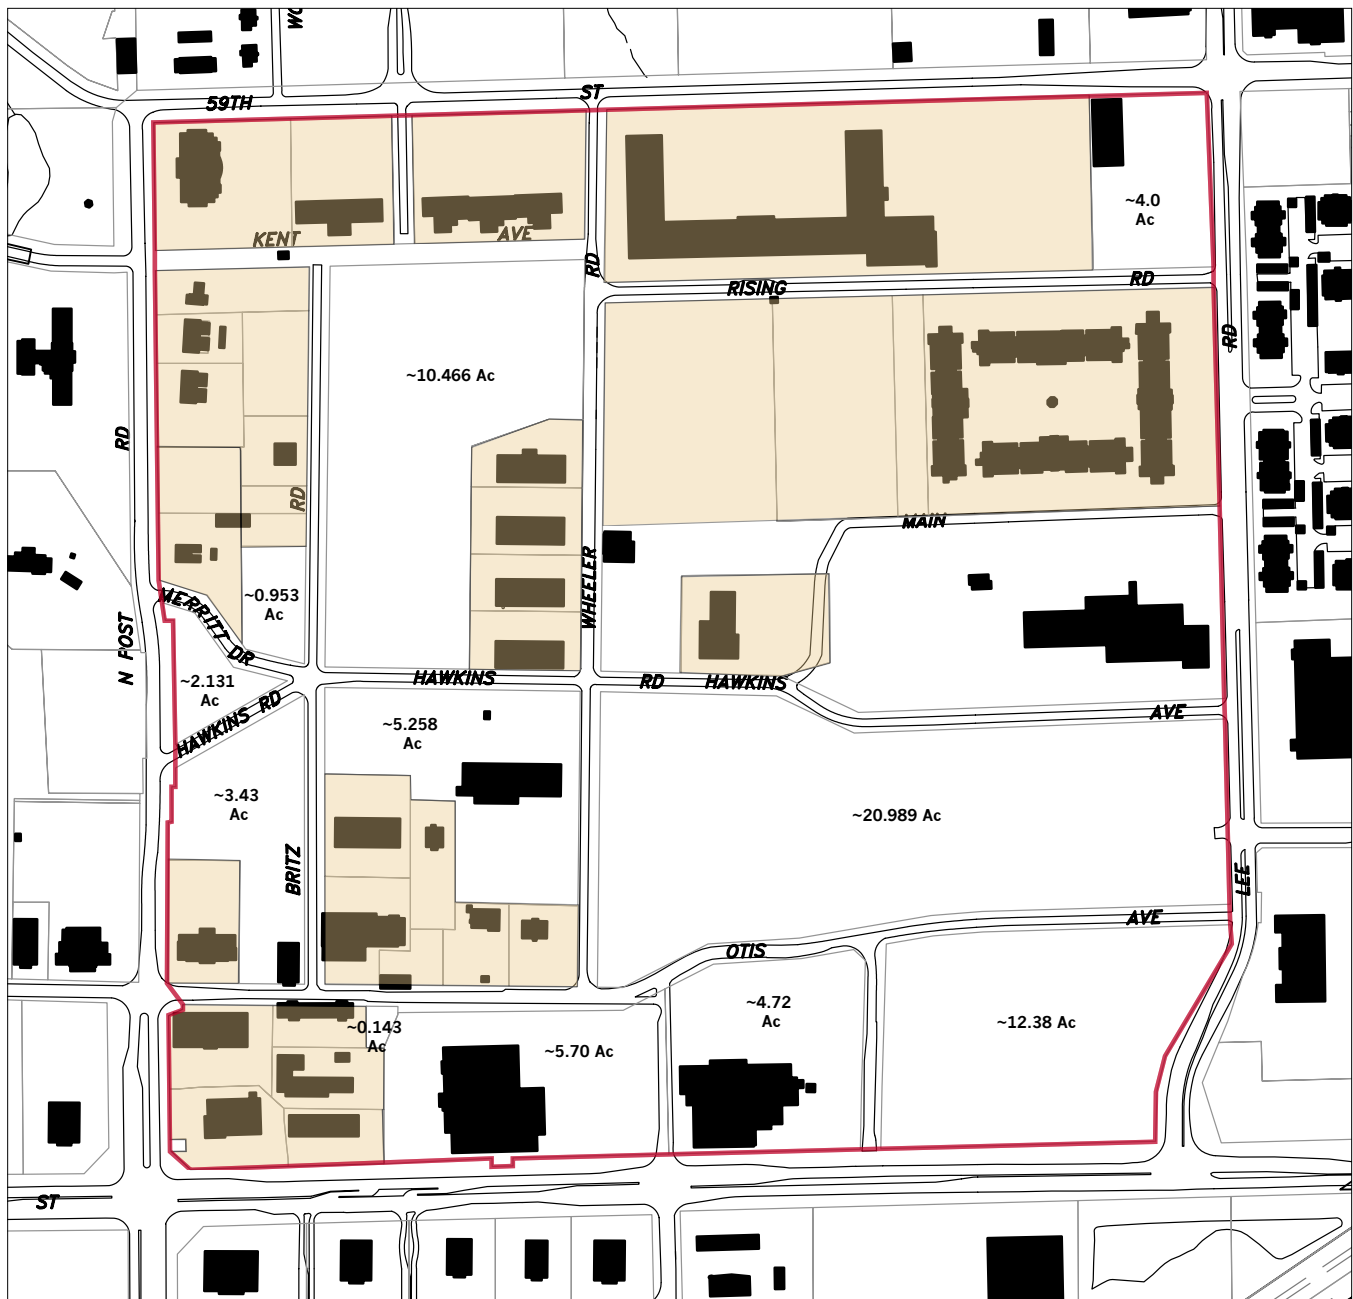 59TH
ST
~4.0
Ac
KENT
AVE
RD
RISING
RD
RD
~10.466 Ac
RD
RD
MAIN
WHEELER
~0.953
Ac
MERRITT DR
N POST
~2.131
Ac
HAWKINS
RD
HAWKINS
HAWKINS RD
~5.258
Ac
AVE
~3.43
Ac
~20.989 Ac
BRITZ
LEE
AVE
OTIS
~4.72
Ac
~12.38 Ac
~0.143
Ac
~5.70 Ac
ST